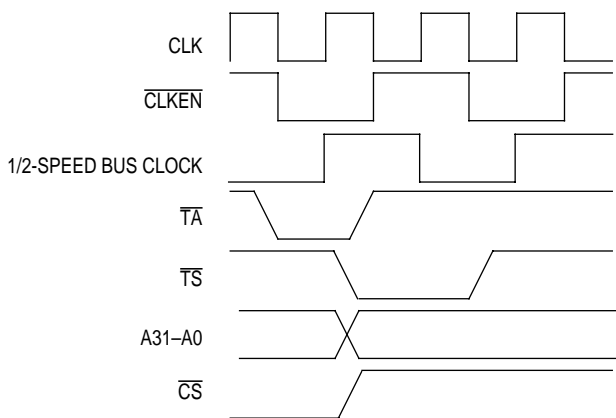 CLK
CLKEN
1/2-SPEED BUS CLOCK
TA
TS
A31–A0
CS